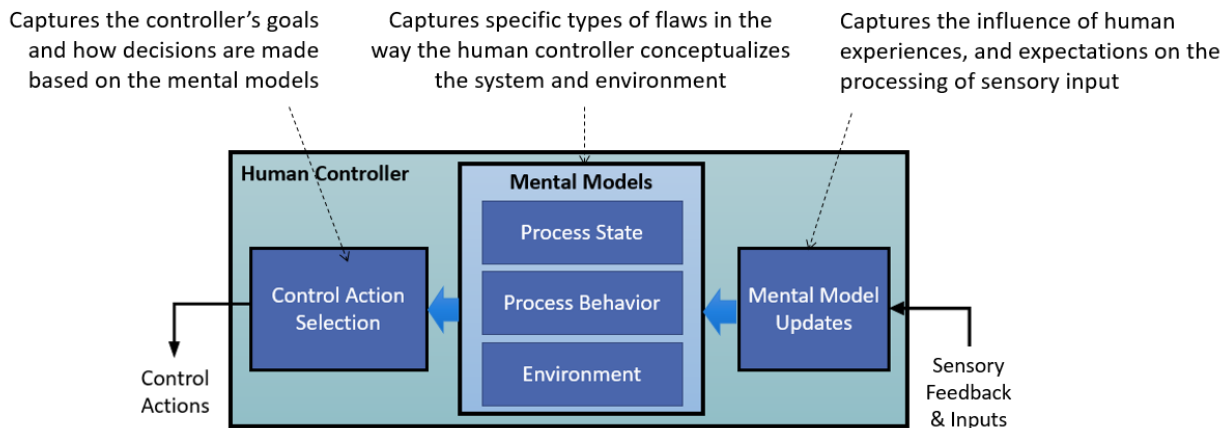 Captures the controller's goals
and how decisions are made
based on the mental models
Captures specific types of flaws in the
way the human controller conceptualizes
the system and environment
Captures the influence of human
experiences, and expectations on the
processing of sensory input
Human Controller
Mental Models
Process State
Process Behavior
Environment
Control Action
Selection
Mental Model
Updates
Control
Actions
Sensory
Feedback
& Inputs